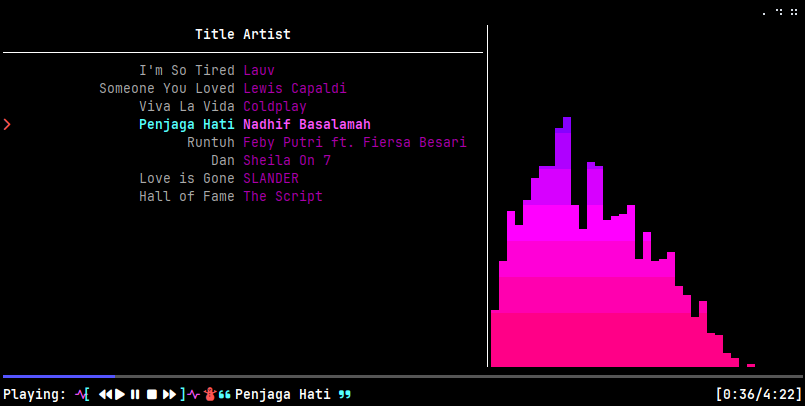 Title Artist
I'm So Tired Lauv
Someone You Loved Lewis Capaldi
Viva La Vida Coldplay
Penjaga Hati Nadhif Basalamah
Runtuh Feby Putri ft. Fiersa Besari
Dan Sheila On 7
Love is Gone SLANDER
Hall of Fame The Script
Playing: [ ] ❝ Penjaga Hati ❞ [0:36/4:22]